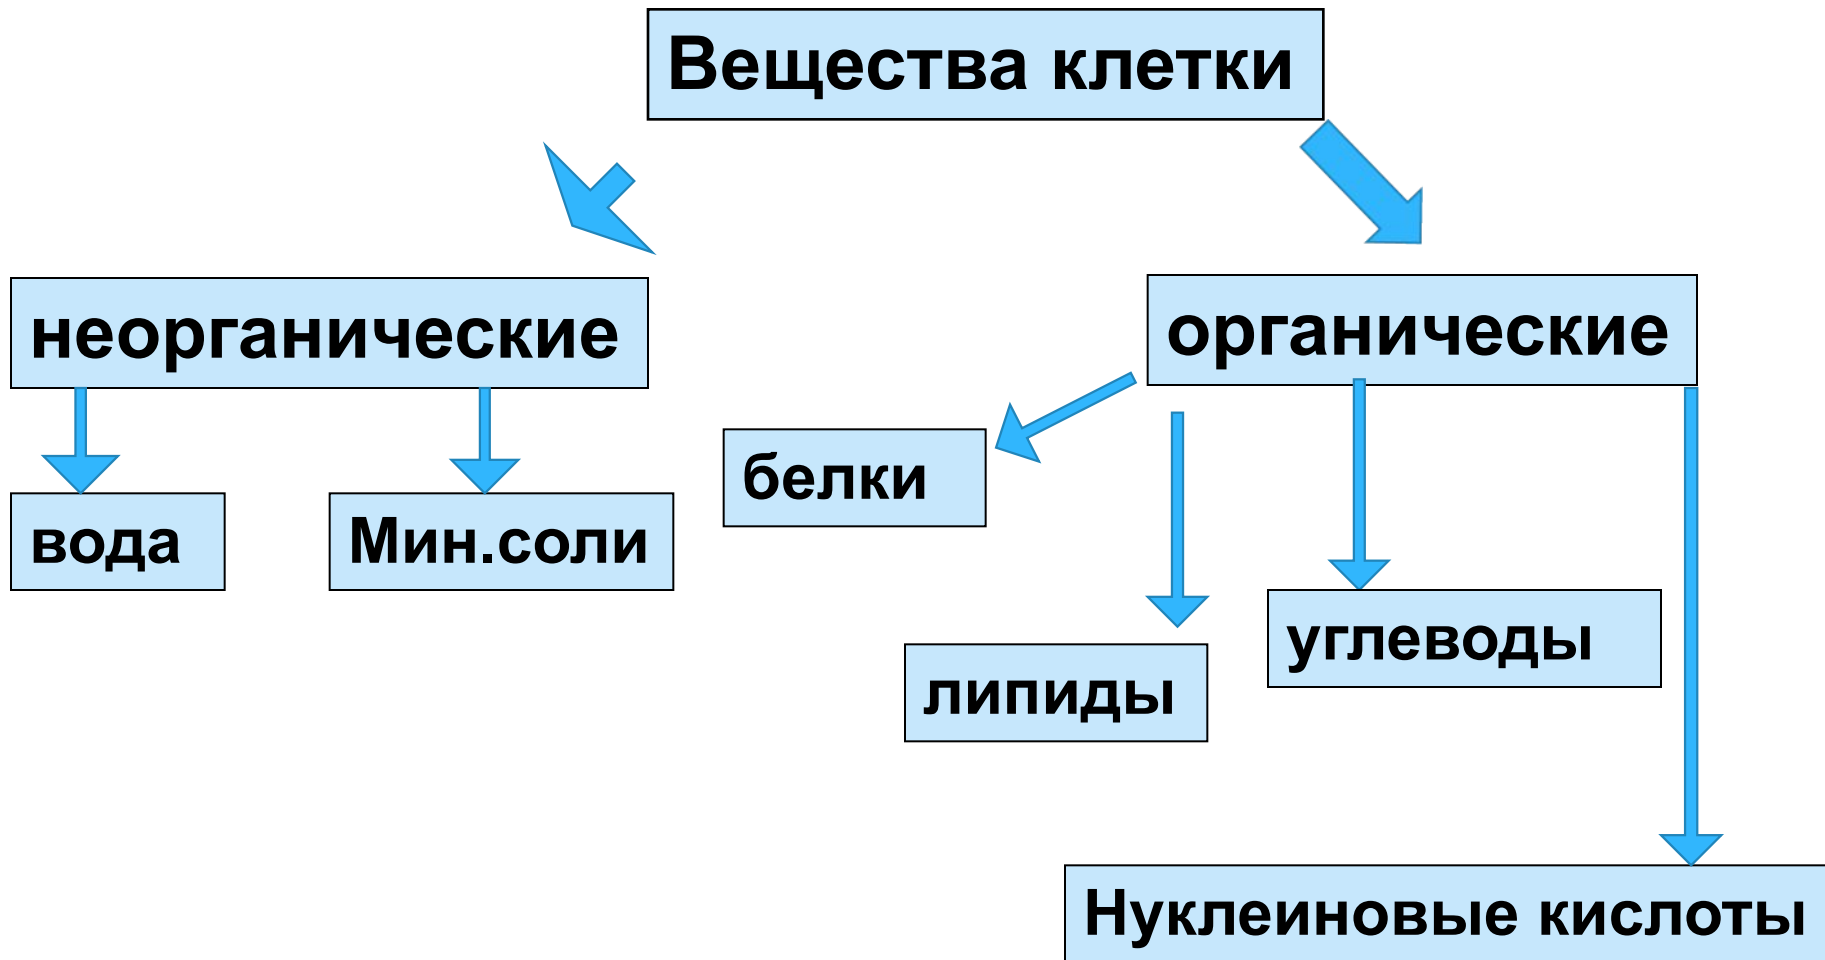 Вещества клетки
неорганические
органические
белки
вода
Мин.соли
углеводы
липиды
Нуклеиновые кислоты